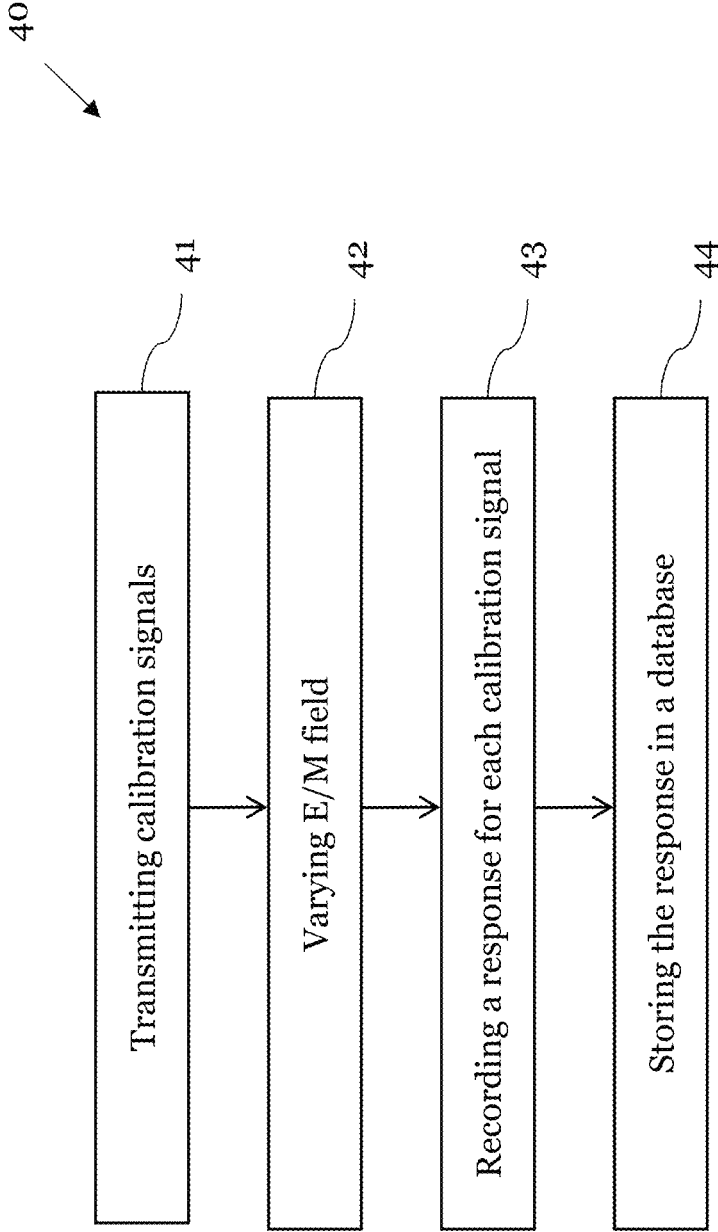 40
Transmitting calibration signals
41
Varying E/M field
42
Recording a response for each calibration signal
43
Storing the response in a database
44